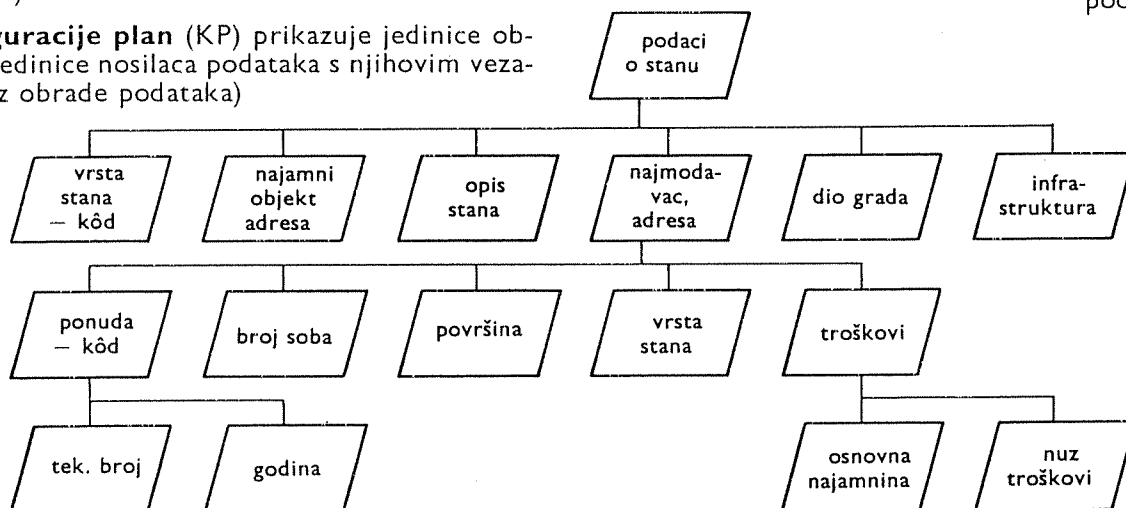 poc
guracije plan (KP) prikazuje jedinice ob-
edinice nosilaca podataka s njihovim veza-
z obrade podataka)
podaci
o stanu
vrsta
stana
— kôd
najamni
objekt
adresa
opis
stana
najmoda-
vac,
adresa
dio grada
infra-
struktura
ponuda
— kôd
broj soba
površina
vrsta
stana
troškovi
tek. broj
godina
osnovna
najamnina
nuz
troškovi